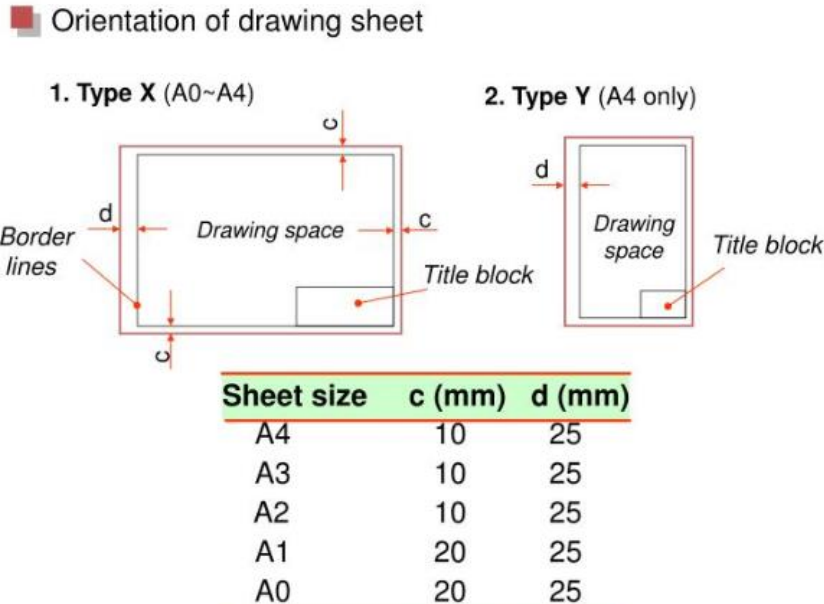 Orientation of drawing sheet
1. Type X (A0~A4)
2. Type Y (A4 only)
c
d
Drawing space
c
Border
lines
Title block
c
d
Drawing
space
Title block
Sheet size c (mm) d (mm)
A4 10 25
A3 10 25
A2 10 25
A1 20 25
A0 20 25